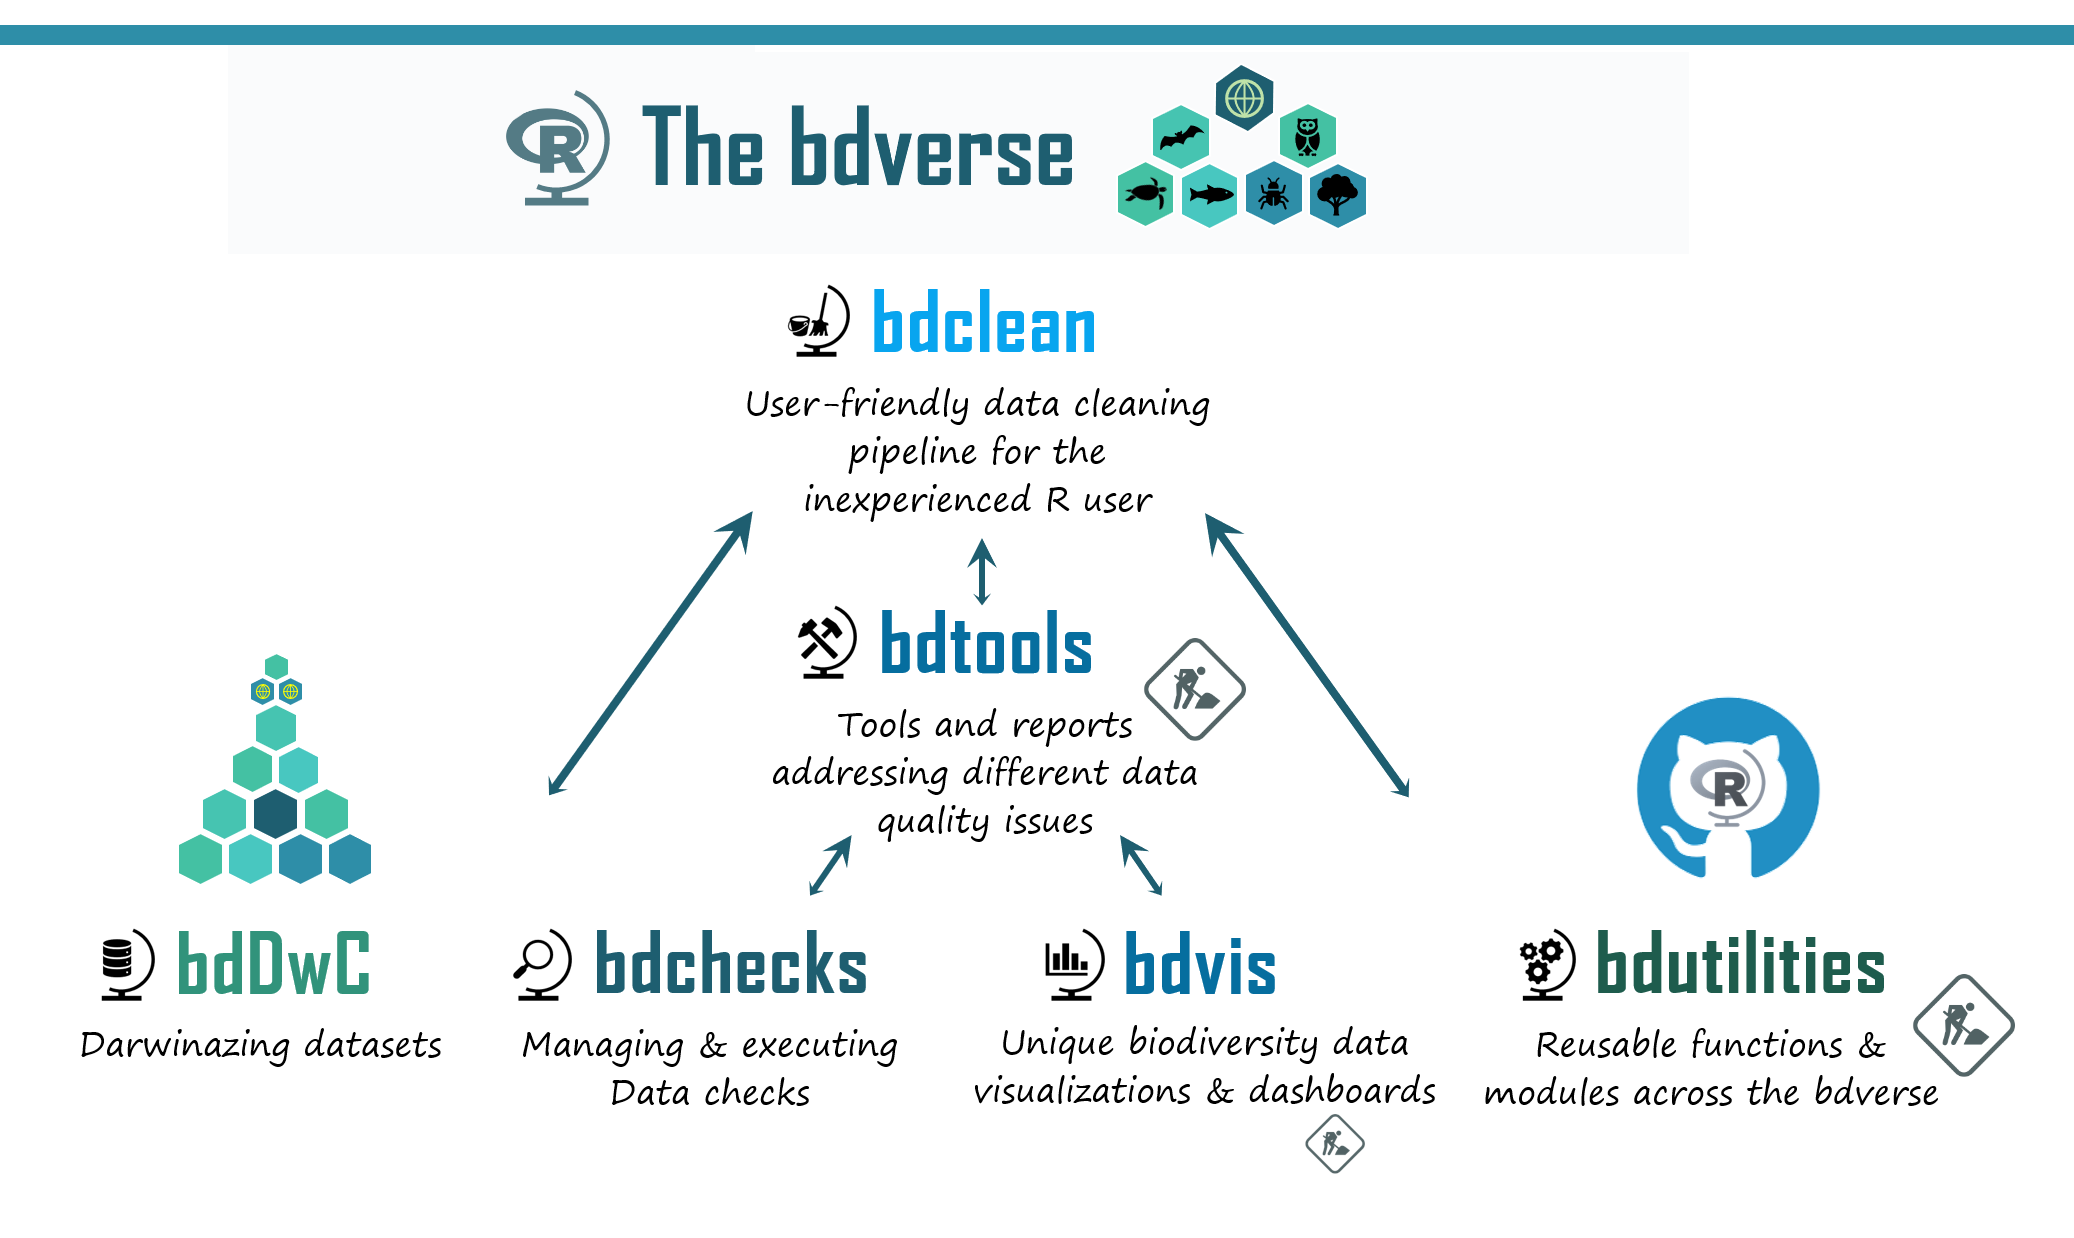 R The bdverse
bdclean
User-friendly data cleaning
pipeline for the
inexperienced R user
bdtools
Tools and reports
addressing different data
quality issues
R
bdDwC
Darwinazing datasets
bdchecks
Managing & executing
Data checks
bdvis
Unique biodiversity data
visualizations & dashboards
bdutilities
Reusable functions &
modules across the bdverse